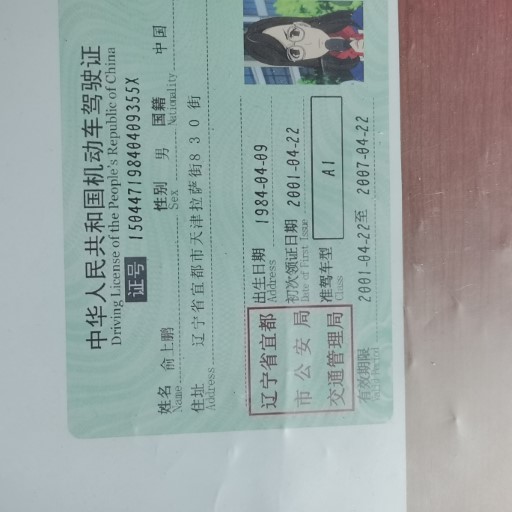 中华人民共和国机动车驾驶证
Driving License of the People's Republic of China
证号 15044719840409355X
姓名 俞上鹏 性别 男 国籍 中国
Name Sex Nationality
住址 辽宁省宜都市天津拉萨街830街
Address
出生日期 1984-04-09
Address
初次领证日期 2001-04-22
Date of First Issue
准驾车型 A1
Class
有效期限 2001-04-22至 2007-04-22
辽宁省宜都
市公安局
交通管理局